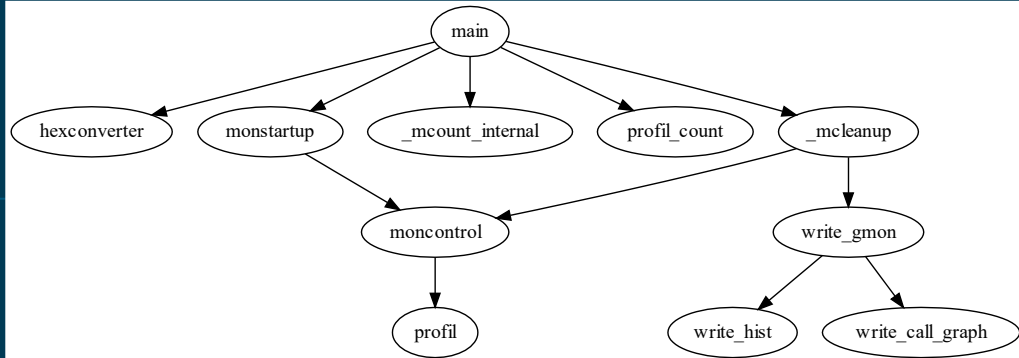 main
hexconverter
monstartup
_mcount_internal
profil_count
_mcleanup
moncontrol
write_gmon
profil
write_hist
write_call_graph